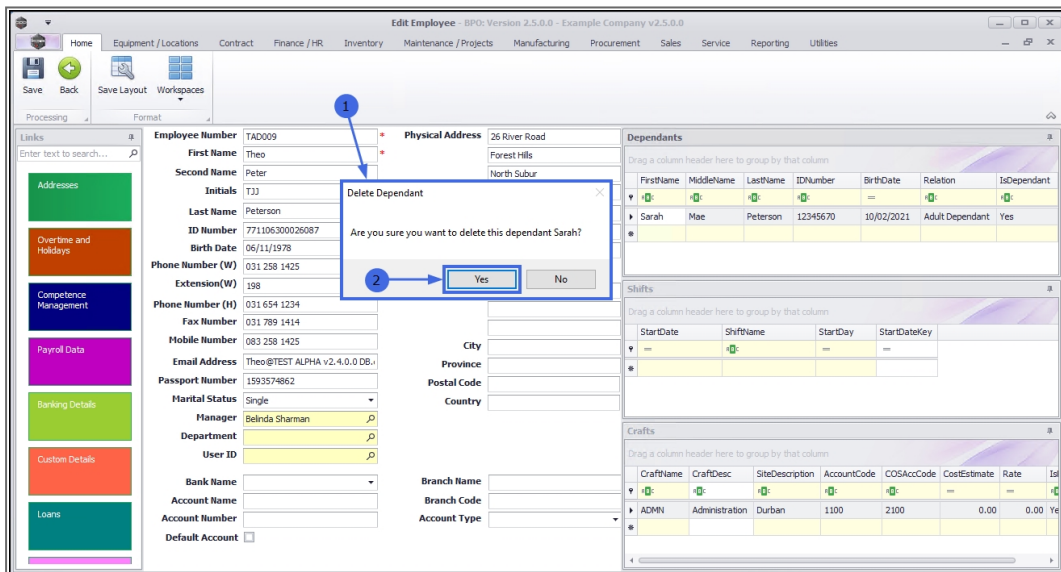 Edit Employee - BPO: Version 2.5.0.0 - Example Company v2.5.0.0
Home Equipment / Locations Contract Finance / HR Inventory Maintenance / Projects Manufacturing Procurement Sales Service Reporting Utilities
Save Back Save Layout Workspaces
Processing Format
1
Links
Enter text to search...
Addresses
Overtime and
Holidays
Competence
Management
Payroll Data
Banking Details
Custom Details
Loans
Employee Number TAD009 *
First Name Theo *
Second Name Peter
Initials TJJ
Last Name Peterson
ID Number 771106300026087
Birth Date 06/11/1978
Phone Number (W) 031 258 1425
Extension(W) 198
Phone Number (H) 031 654 1234
Fax Number 031 789 1414
Mobile Number 083 258 1425
Email Address Theo@TEST ALPHA v2.4.0.0 DB.
Passport Number 1593574862
Marital Status Single
Manager Belinda Sharman
Department
User ID
Bank Name
Account Name
Account Number
Default Account
Physical Address 26 River Road
Forest Hills
North Subur
City
Province
Postal Code
Country
Branch Name
Branch Code
Account Type
Delete Dependant
Are you sure you want to delete this dependant Sarah?
2
Yes No
Dependants
Drag a column header here to group by that column
FirstName MiddleName LastName IDNumber BirthDate Relation IsDependant
Sarah Mae Peterson 12345670 10/02/2021 Adult Dependant Yes
Shifts
Drag a column header here to group by that column
StartDate ShiftName StartDay StartDateKey
Crafts
Drag a column header here to group by that column
CraftName CraftDesc SiteDescription AccountCode COSAccCode CostEstimate Rate
ADMN Administration Durban 1100 2100 0.00 0.00 Ye